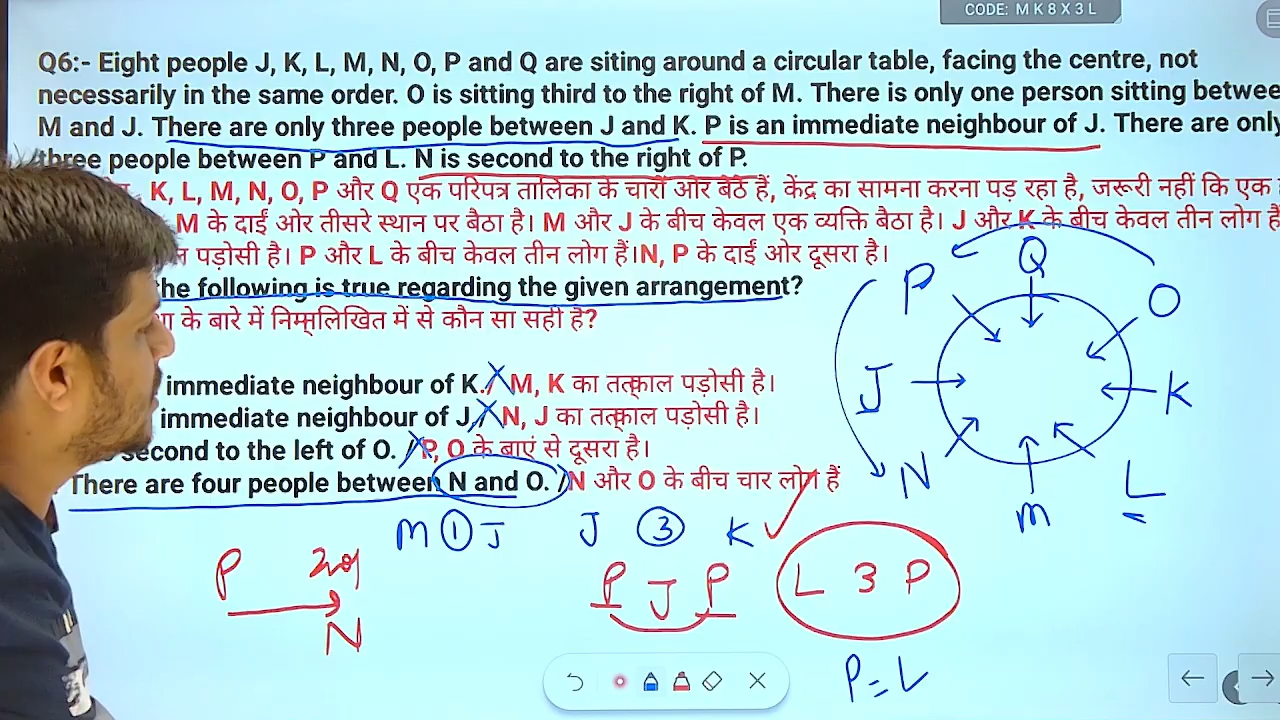 CODE: M K 8 X 3 L
Q6:- Eight people J, K, L, M, N, O, P and Q are siting around a circular table, facing the centre, not
necessarily in the same order. O is sitting third to the right of M. There is only one person sitting betwee
M and J. There are only three people between J and K. P is an immediate neighbour of J. There are only
three people between P and L. N is second to the right of P.
K, L, M, N, O, P और Q एक परिपत्र तालिका के चारों ओर बैठे हैं, केंद्र का सामना करना पड़ रहा है, जरूरी नहीं कि एक
M के दाईं ओर तीसरे स्थान पर बैठा है। M और J के बीच केवल एक व्यक्ति बैठा है। J और K के बीच केवल तीन लोग हैं
पड़ोसी है। P और L के बीच केवल तीन लोग हैं।N, P के दाईं ओर दूसरा है।
he following is true regarding the given arrangement?
के बारे में निम्नलिखित में से कौन सा सही है?
immediate neighbour of K./ M, K का तत्काल पड़ोसी है।
immediate neighbour of J./ N, J का तत्काल पड़ोसी है।
second to the left of O. /P, O के बाएं से दूसरा है।
There are four people between N and O. /N और O के बीच चार लोग हैं
Q
P
O
J
K
N
L
M
M 1 J J 3 K
P 2nd
N
P J P
L 3 P
P = L